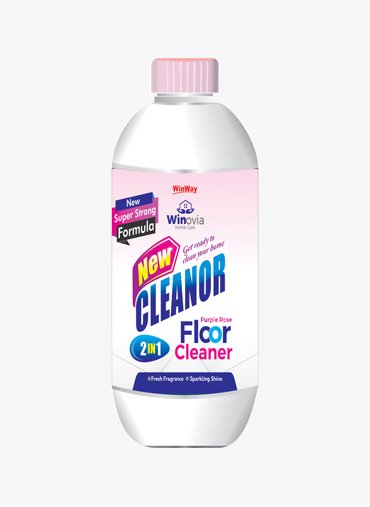 WinWay
Winovia
Home Care
New
Super Strong
Formula
Get ready to
clean your home
New
CLEANOR
Purple Rose
Floor
Cleaner
2 IN 1
Fresh Fragrance Sparkling Shine